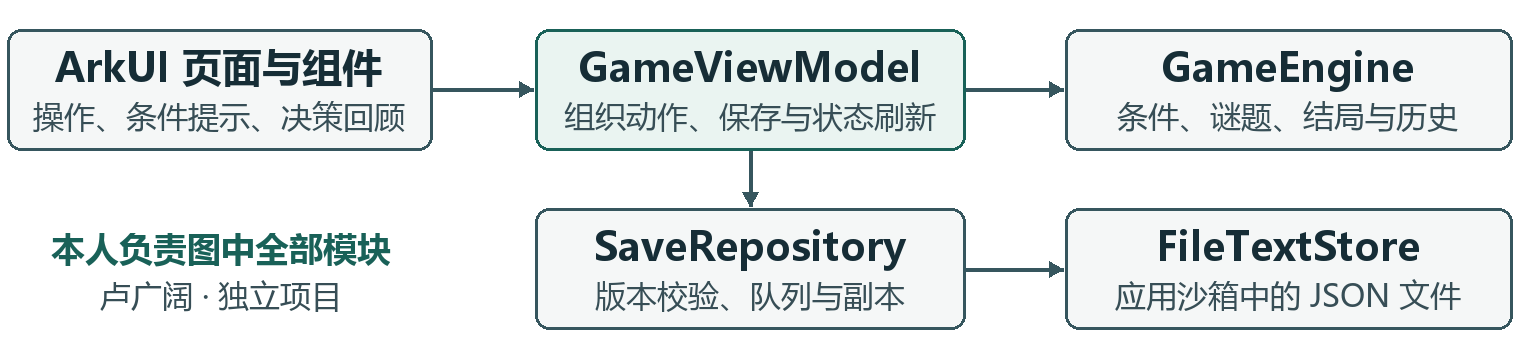 ArkUI 页面与组件
操作、条件提示、决策回顾
GameViewModel
组织动作、保存与状态刷新
GameEngine
条件、谜题、结局与历史
本人负责图中全部模块
卢广阔 · 独立项目
SaveRepository
版本校验、队列与副本
FileTextStore
应用沙箱中的 JSON 文件